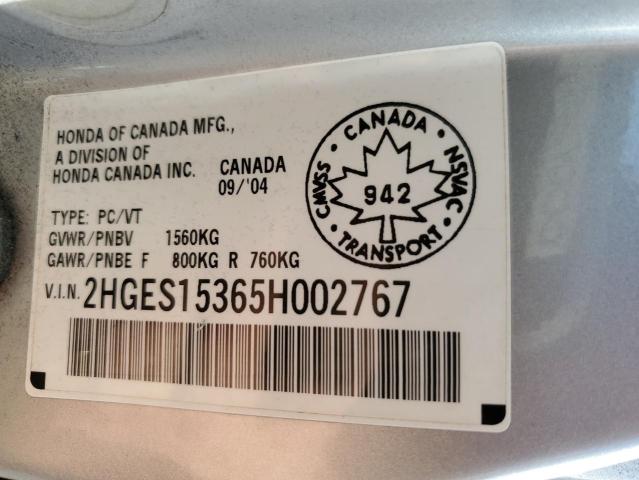 HONDA OF CANADA MFG.,
A DIVISION OF
HONDA CANADA INC.
CANADA
09/'04
TYPE: PC/VT
GVWR/PNBV 1560KG
GAWR/PNBE F 800KG R 760KG
V.I.N. 2HGES15365H002767
CMVSS · CANADA · NSVAC · TRANSPORT ·
942